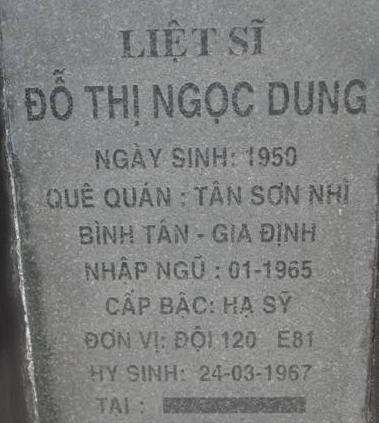 LIỆT SĨ
ĐỖ THỊ NGỌC DUNG
NGÀY SINH: 1950
QUÊ QUÁN : TÂN SƠN NHÌ
BÌNH TÂN - GIA ĐỊNH
NHẬP NGŨ : 01-1965
CẤP BẬC: HẠ SỸ
ĐƠN VỊ: ĐỘI 120 E81
HY SINH: 24-03-1967
TẠI :